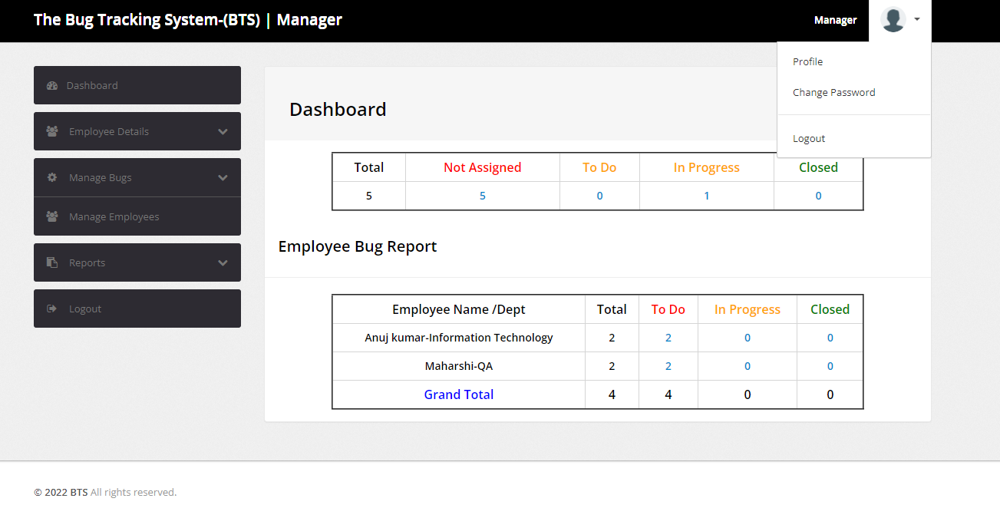 The Bug Tracking System-(BTS) | Manager
Manager
Profile
Change Password
Logout
Dashboard
Employee Details
Manage Bugs
Manage Employees
Reports
Logout
Dashboard
Total Not Assigned To Do In Progress Closed
5 5 0 1 0
Employee Bug Report
Employee Name /Dept Total To Do In Progress Closed
Anuj kumar-Information Technology 2 2 0 0
Maharshi-QA 2 2 0 0
Grand Total 4 4 0 0
© 2022 BTS All rights reserved.